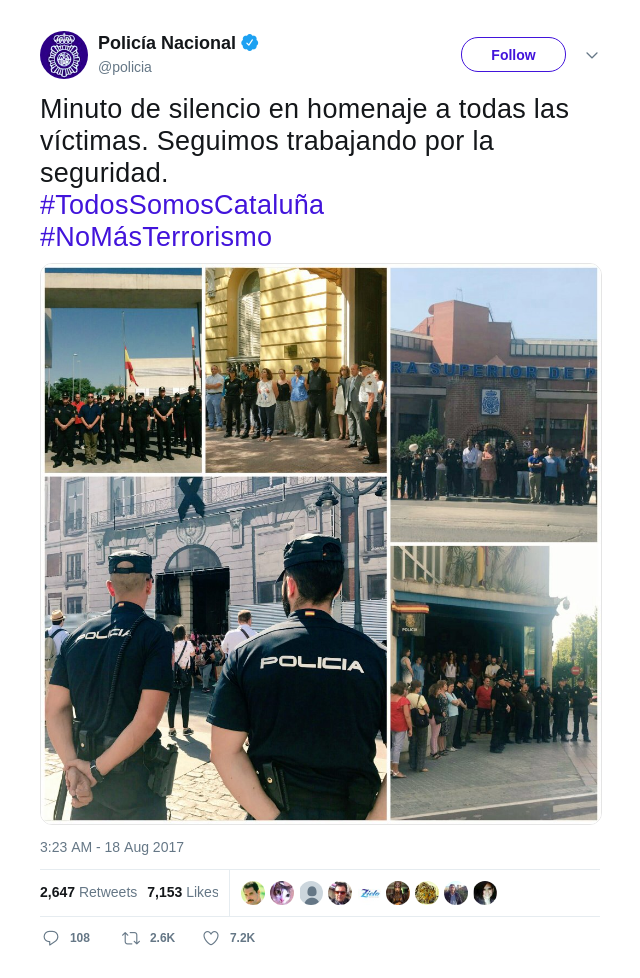 Policía Nacional
@policia
Follow
Minuto de silencio en homenaje a todas las
víctimas. Seguimos trabajando por la
seguridad.
#TodosSomosCataluña
#NoMásTerrorismo
RA SUPERIOR DE P
POLICIA
POLICIA
POLICIA
3:23 AM - 18 Aug 2017
2,647 Retweets 7,153 Likes
108 2.6K 7.2K